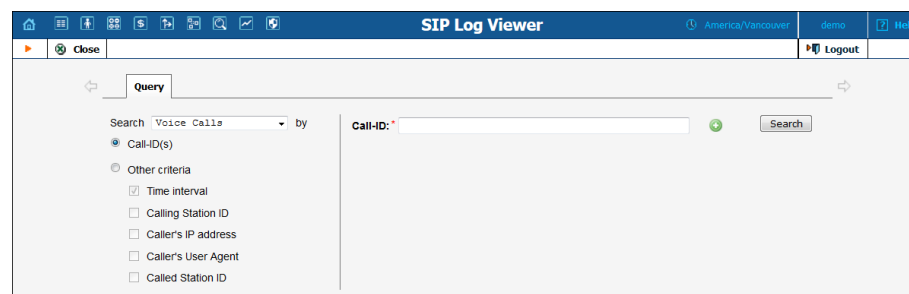 SIP Log Viewer America/Vancouver demo ? Hel
Close Logout
Query
Search Voice Calls by
Call-ID: * Search
Call-ID(s)
Other criteria
Time interval
Calling Station ID
Caller's IP address
Caller's User Agent
Called Station ID